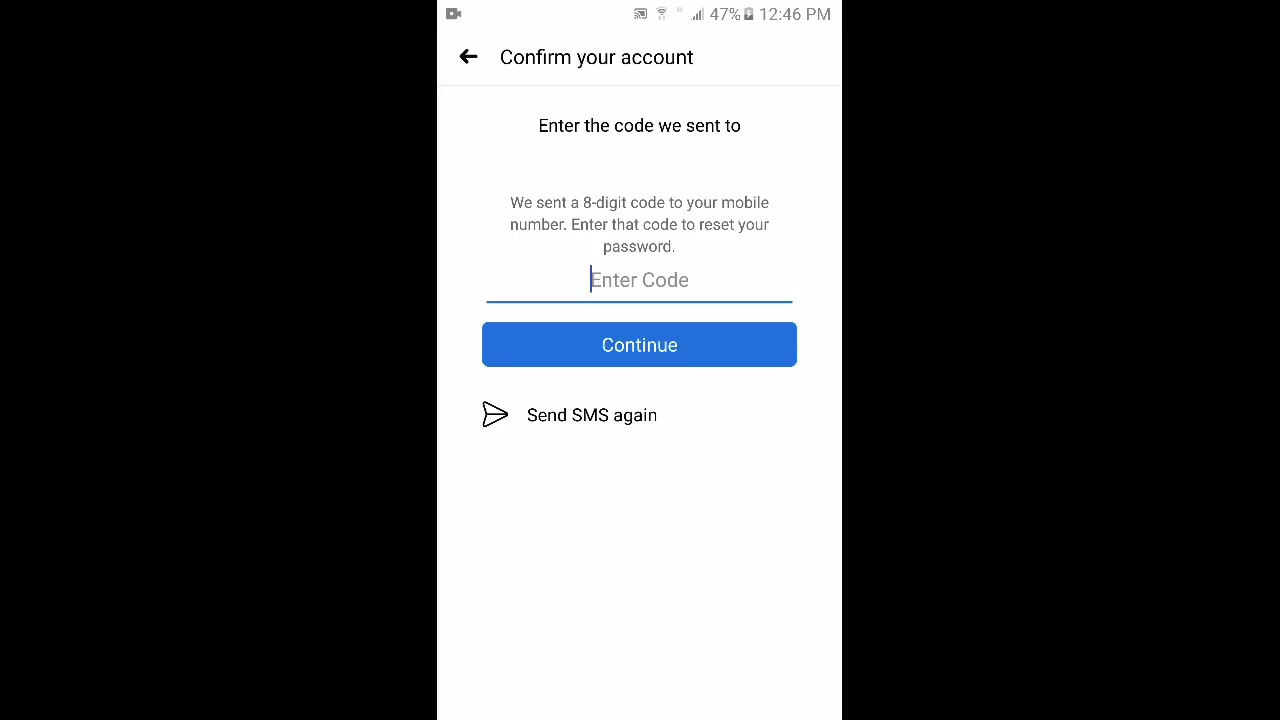 47% 12:46 PM
Confirm your account
Enter the code we sent to
We sent a 8-digit code to your mobile
number. Enter that code to reset your
password.
Enter Code
Continue
Send SMS again